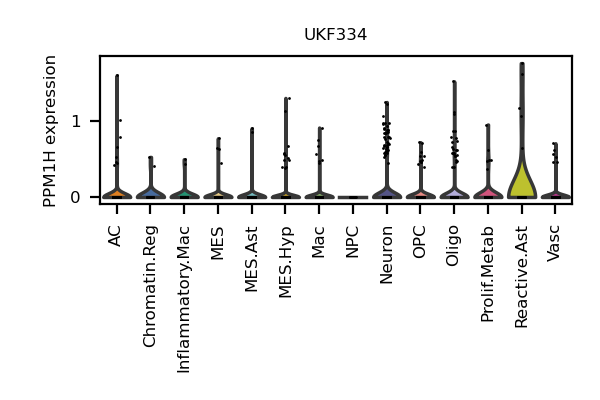 UKF334
PPM1H expression
1
0
AC
Chromatin.Reg
Inflammatory.Mac
MES
MES.Ast
MES.Hyp
Mac
NPC
Neuron
OPC
Oligo
Prolif.Metab
Reactive.Ast
Vasc